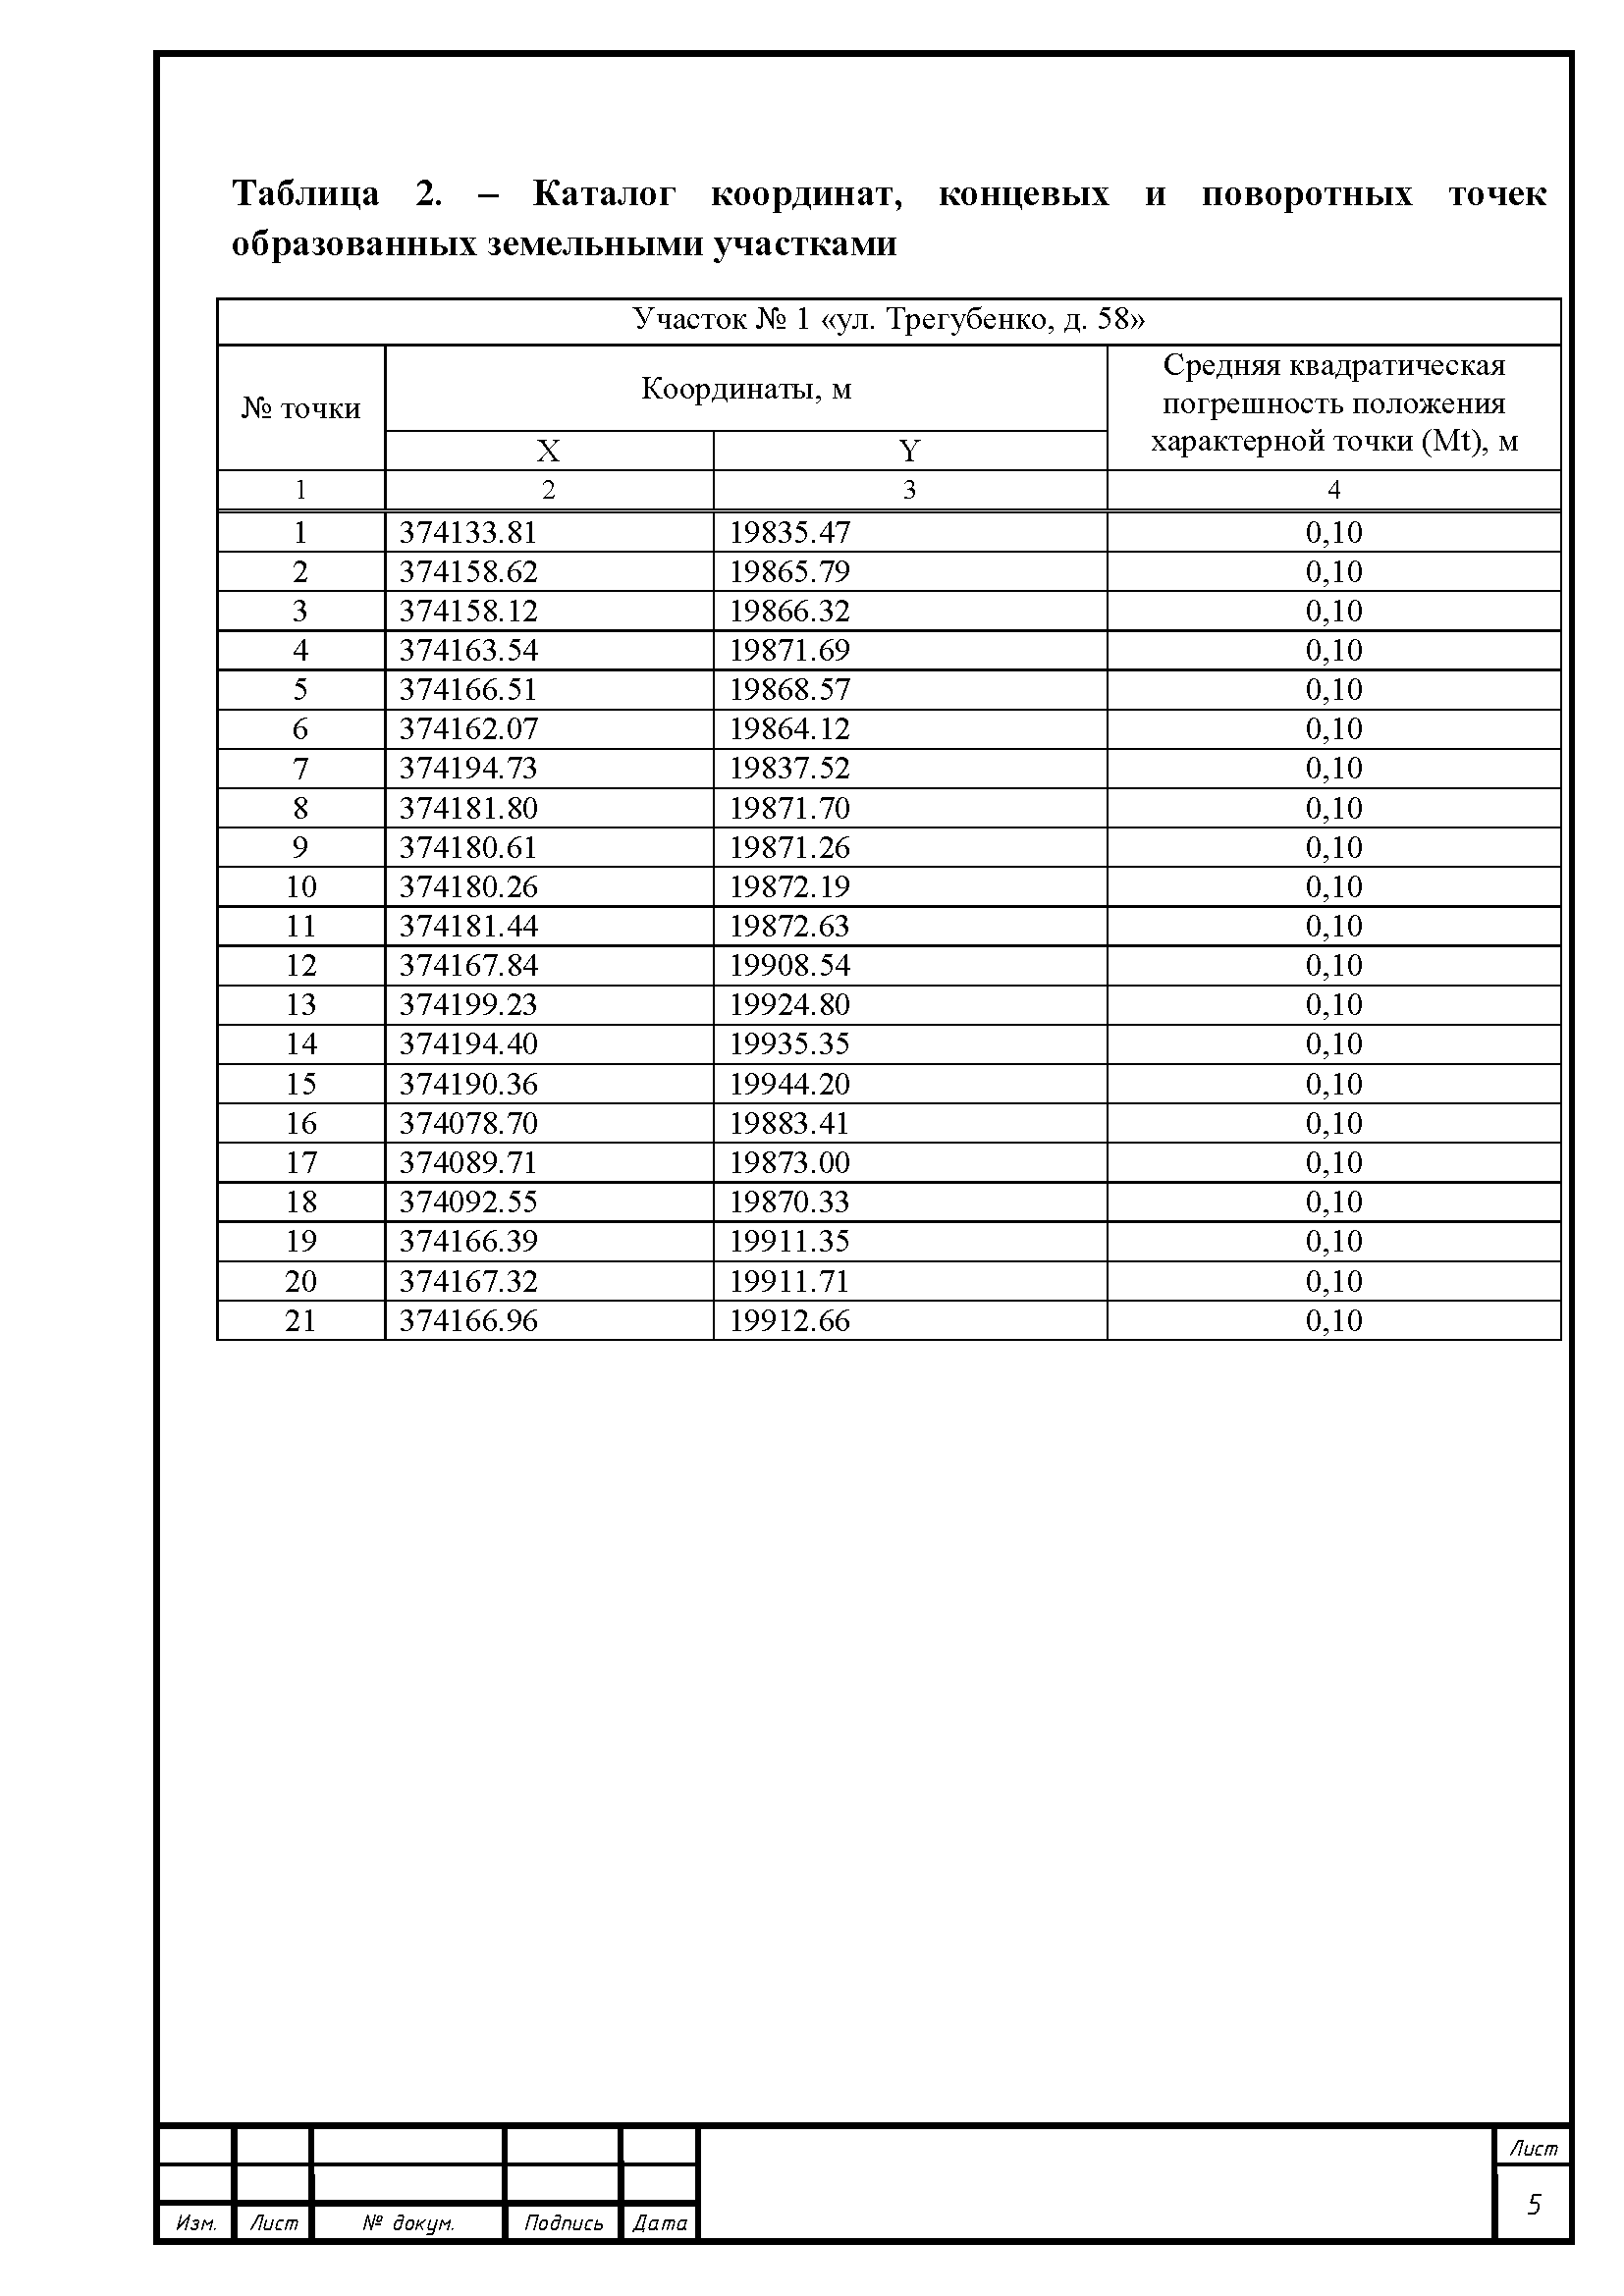 Таблица 2. – Каталог координат, концевых и поворотных точек
образованных земельными участками
Участок № 1 «ул. Трегубенко, д. 58»
№ точки
Координаты, м
Средняя квадратическая
погрешность положения
характерной точки (Mt), м
X Y
1 2 3 4
1 374133.81 19835.47 0,10
2 374158.62 19865.79 0,10
3 374158.12 19866.32 0,10
4 374163.54 19871.69 0,10
5 374166.51 19868.57 0,10
6 374162.07 19864.12 0,10
7 374194.73 19837.52 0,10
8 374181.80 19871.70 0,10
9 374180.61 19871.26 0,10
10 374180.26 19872.19 0,10
11 374181.44 19872.63 0,10
12 374167.84 19908.54 0,10
13 374199.23 19924.80 0,10
14 374194.40 19935.35 0,10
15 374190.36 19944.20 0,10
16 374078.70 19883.41 0,10
17 374089.71 19873.00 0,10
18 374092.55 19870.33 0,10
19 374166.39 19911.35 0,10
20 374167.32 19911.71 0,10
21 374166.96 19912.66 0,10
Лист
5
Изм. Лист № докум. Подпись Дата